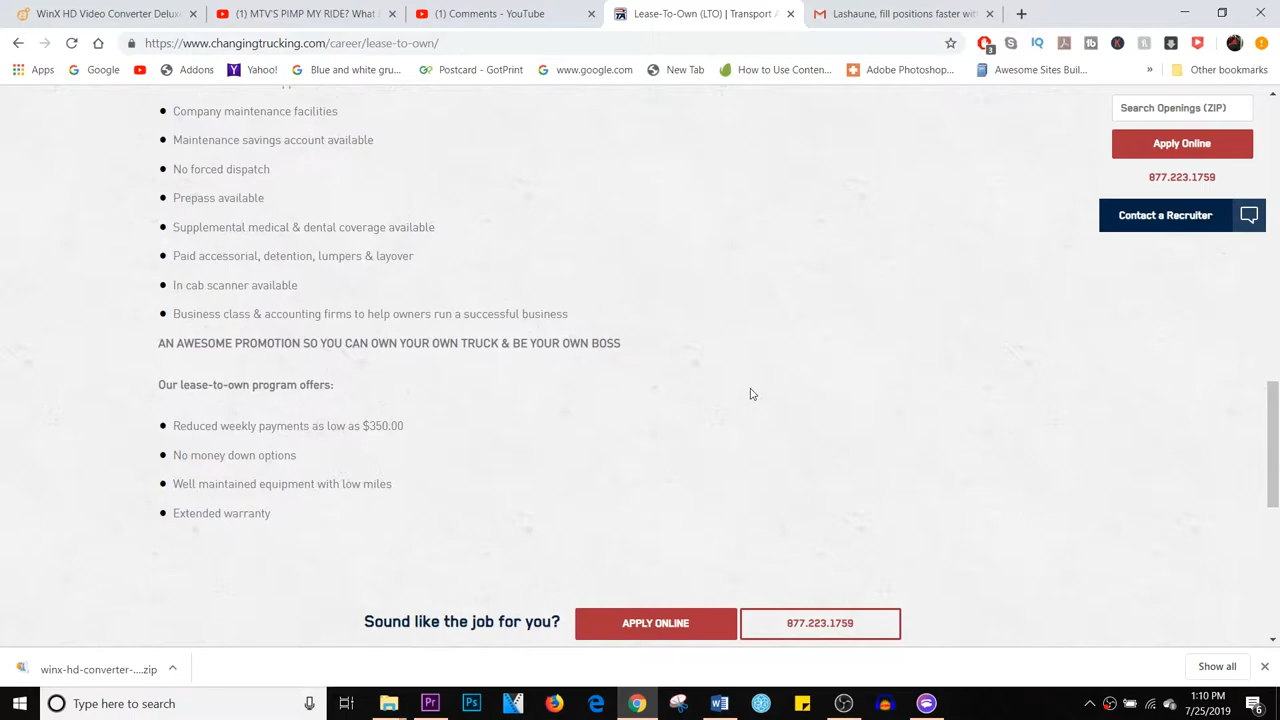 WinX HD Video Converter Deluxe
(1) MTV'S PIMP MY RIDE? What
(1) Comments - YouTube
Lease-To-Own (LTO) | Transport A
Lashaune, fill positions faster wit
https://www.changingtrucking.com/career/lease-to-own/
Apps
Google
Addons
Yahoo!
Blue and white gru...
Postcard - GotPrint
www.google.com
New Tab
How to Use Conten...
Adobe Photoshop...
Awesome Sites Buil...
»
Other bookmarks
Company maintenance facilities
Maintenance savings account available
No forced dispatch
Prepass available
Supplemental medical & dental coverage available
Paid accessorial, detention, lumpers & layover
In cab scanner available
Business class & accounting firms to help owners run a successful business
AN AWESOME PROMOTION SO YOU CAN OWN YOUR OWN TRUCK & BE YOUR OWN BOSS
Our lease-to-own program offers:
Reduced weekly payments as low as $350.00
No money down options
Well maintained equipment with low miles
Extended warranty
Search Openings (ZIP)
Apply Online
877.223.1759
Contact a Recruiter
Sound like the job for you?
APPLY ONLINE
877.223.1759
winx-hd-converter-....zip
Show all
Type here to search
1:10 PM
7/25/2019
6